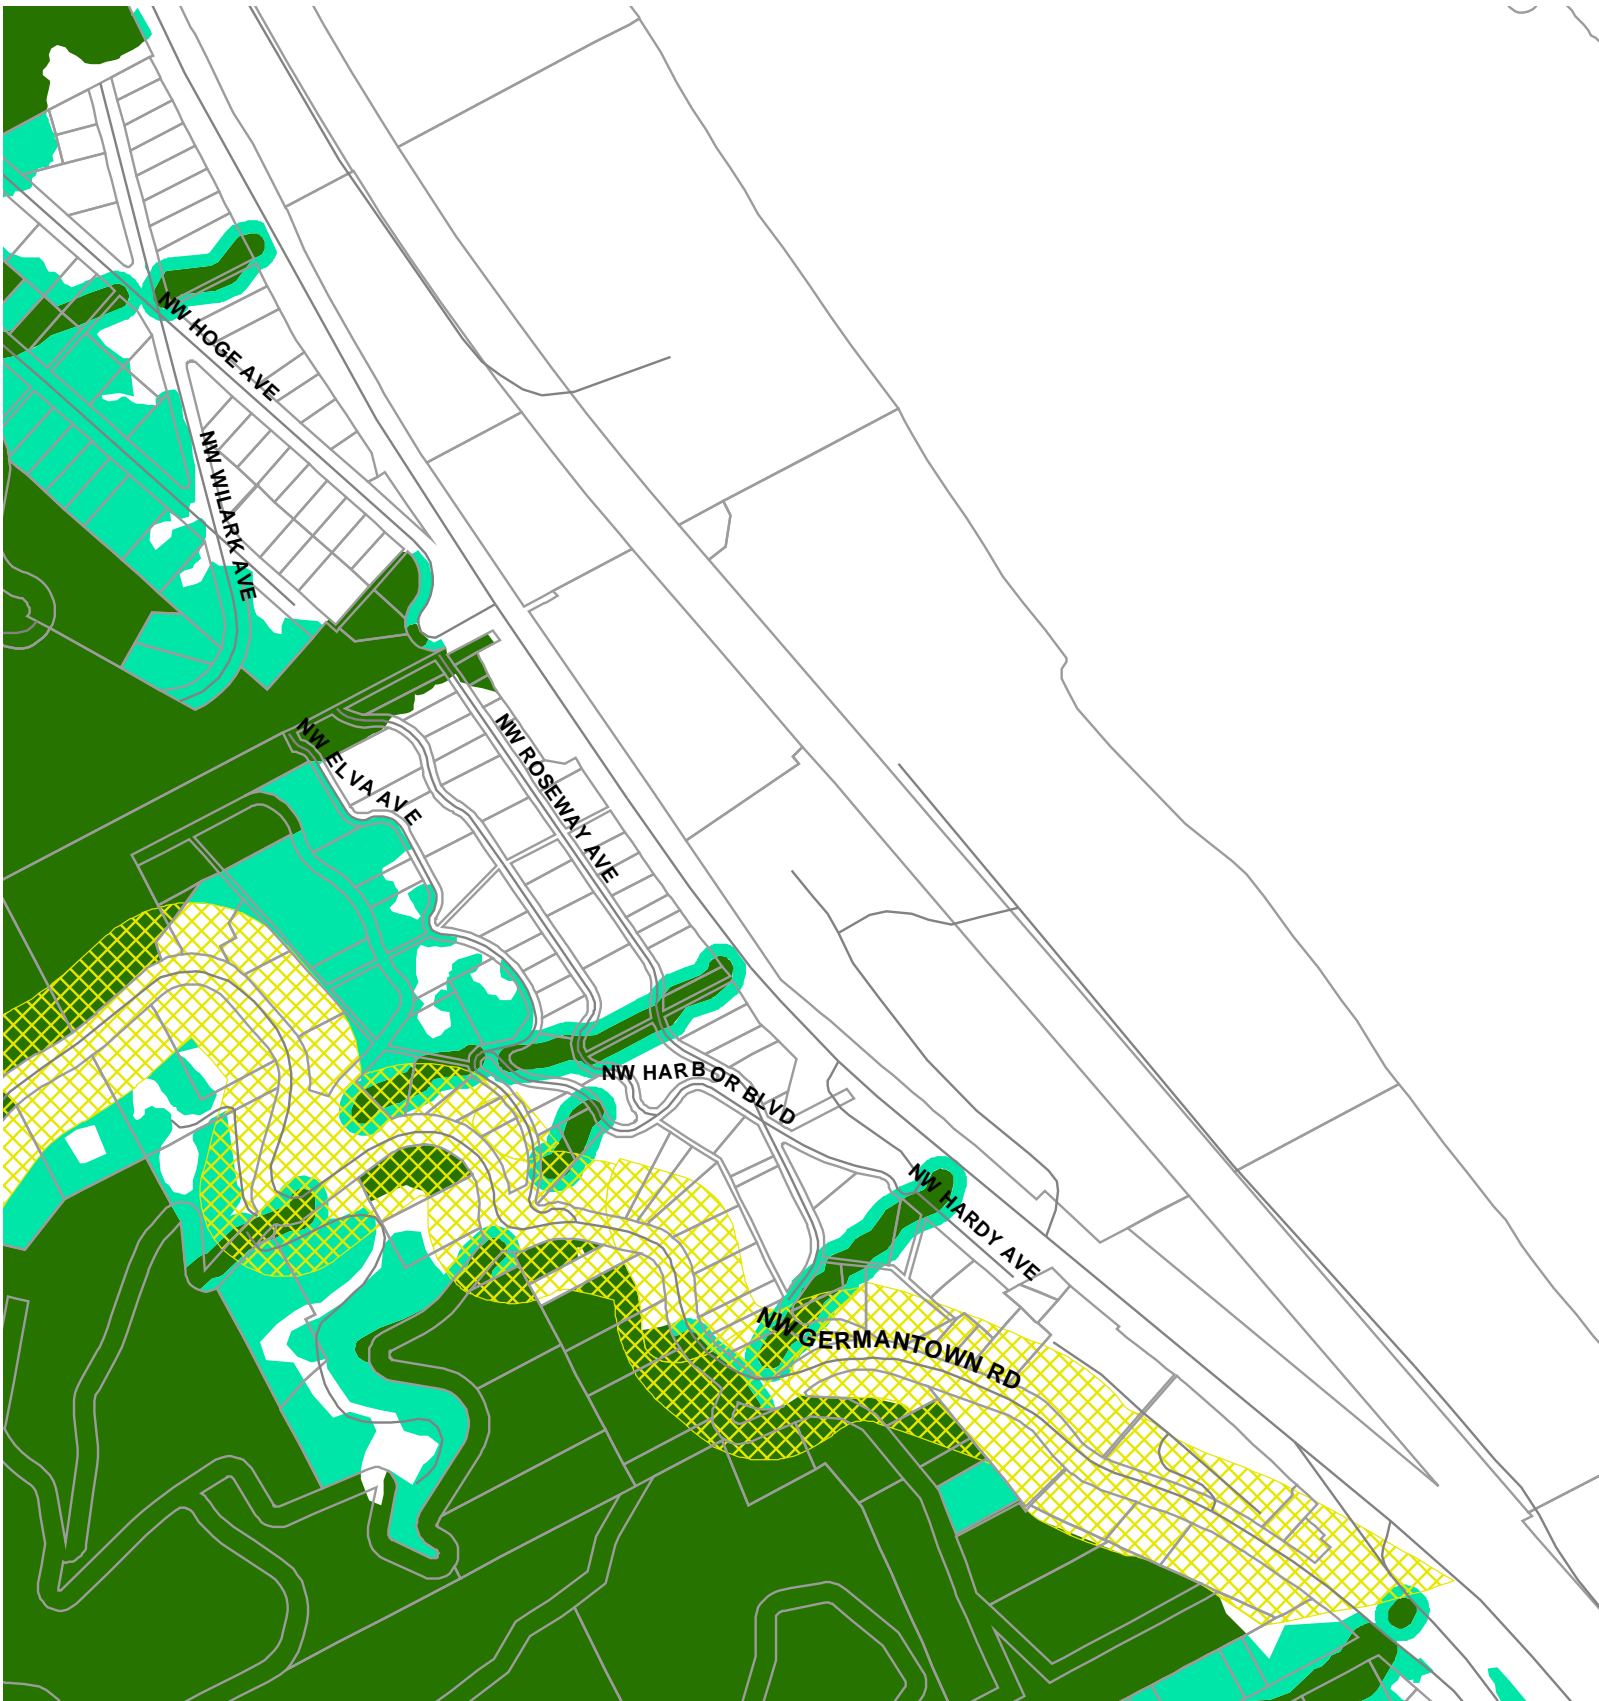 NW HOGE AVE
NW WILARK AVE
NW ELVA AVE
NW ROSEWAY AVE
NW HARBOR BLVD
NW HARDY AVE
NW GERMANTOWN RD